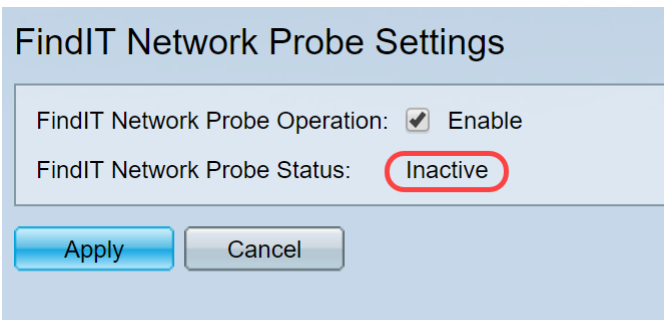 FindIT Network Probe Settings
FindIT Network Probe Operation: Enable
FindIT Network Probe Status: Inactive
Apply Cancel